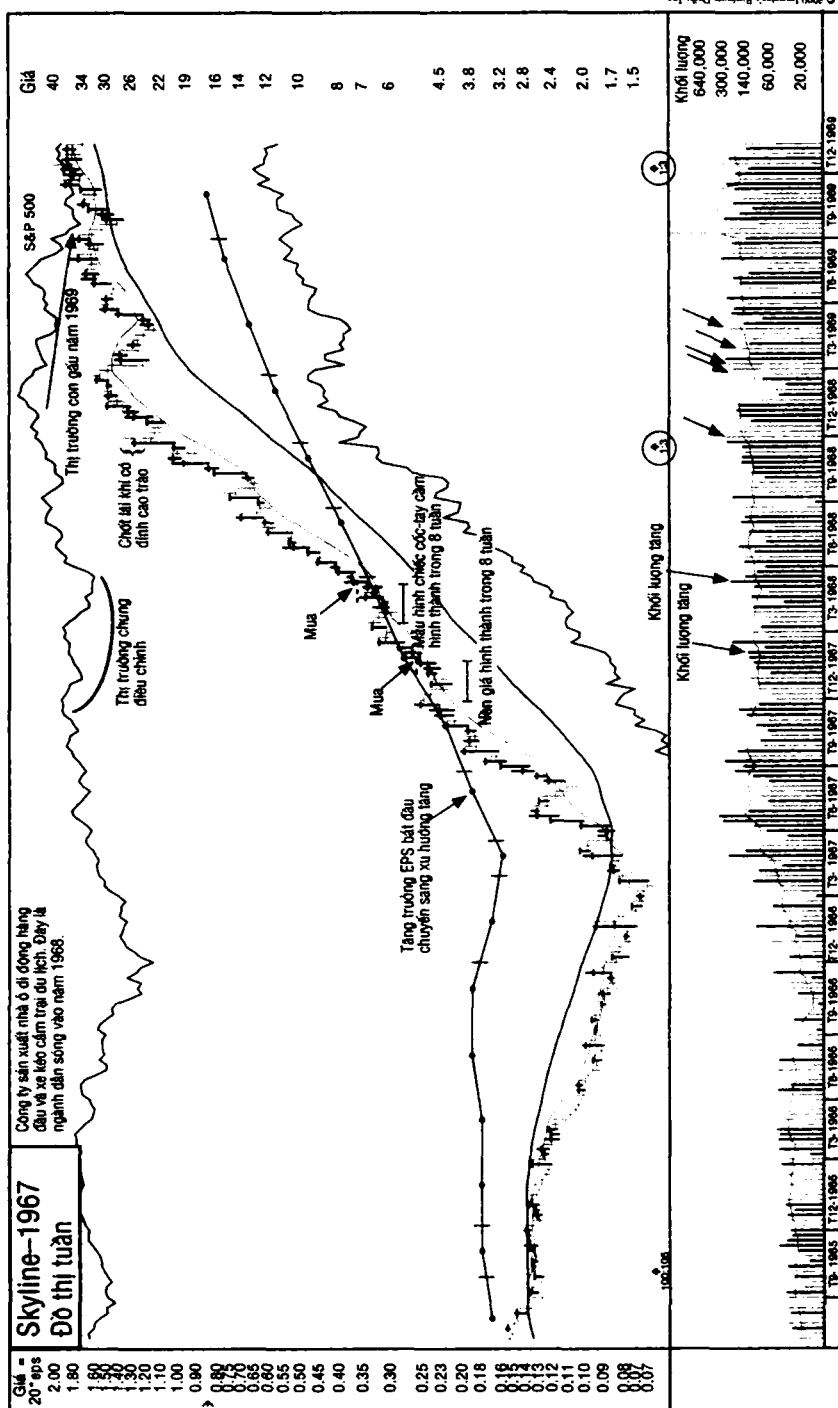 Skyline–1967
Đồ thị tuần
Công ty sản xuất nhà ở di động hàng
đầu và xe kéo cắm trại du lịch. Đây là
ngành dẫn sóng vào năm 1968.
Giá =
20* eps
2.00
1.80
1.60
1.50
1.40
1.30
1.20
1.10
1.00
0.90
0.80
0.75
0.70
0.65
0.60
0.55
0.50
0.45
0.40
0.35
0.30
0.25
0.23
0.20
0.18
0.16
0.15
0.14
0.13
0.12
0.11
0.10
0.09
0.08
0.07
0.07
S&P 500
Giá
40
34
30
26
22
19
16
14
12
10
8
7
6
4.5
3.8
3.2
2.8
2.4
2.0
1.7
1.5
Thị trường chung
điều chỉnh
Thị trường con gấu năm 1969
Chốt lãi khi có
đỉnh cao trào
Mua
Mua
Mẫu hình chiếc cốc-tay cầm
hình thành trong 8 tuần
Nền giá hình thành trong 8 tuần
Tăng trưởng EPS bắt đầu
chuyển sang xu hướng tăng
1:3
1:3
Khối lượng tăng
Khối lượng tăng
Khối lượng
640,000
300,000
140,000
60,000
20,000
T9- 1965
T12-1965
T3- 1966
T6-1966
T9-1966
T12- 1966
T3- 1967
T6-1967
T9-1967
T12-1967
T3-1968
T6-1968
T9-1968
T12-1968
T3-1969
T6-1969
T9-1969
T12-1969